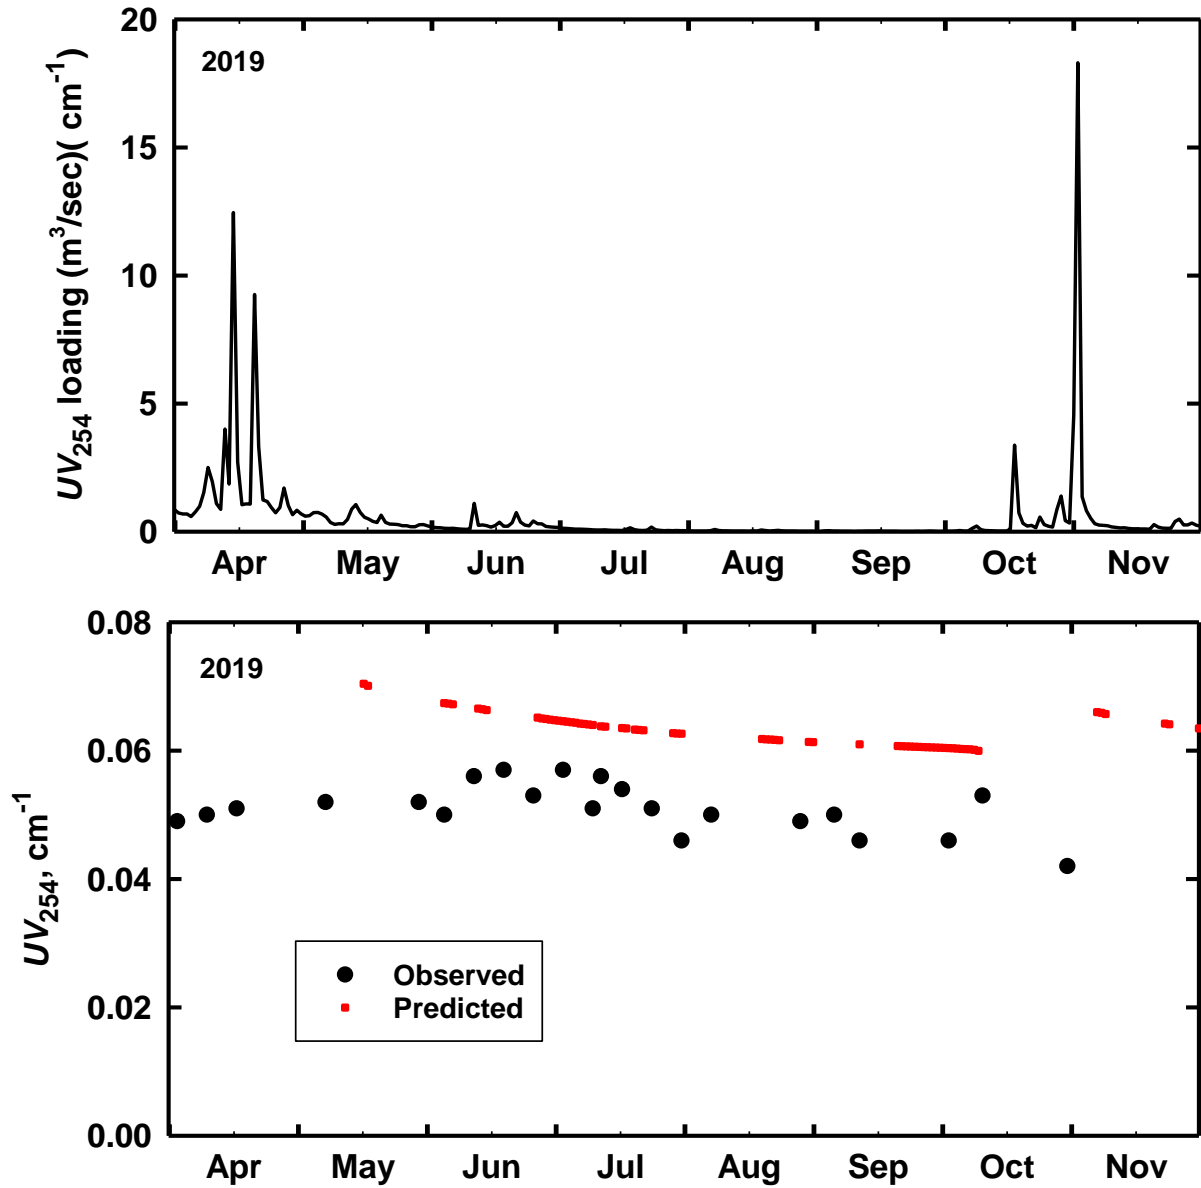 UV254 loading (m3/sec)( cm-1)
20
15
10
5
0
2019
Apr May Jun Jul Aug Sep Oct Nov
UV254, cm-1
0.08
0.06
0.04
0.02
0.00
2019
Observed
Predicted
Apr May Jun Jul Aug Sep Oct Nov